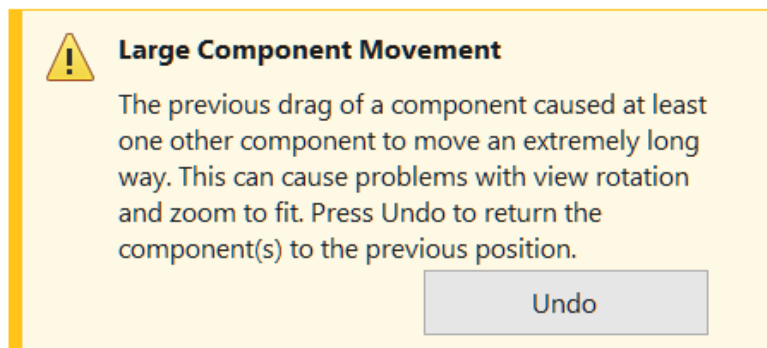 Large Component Movement
The previous drag of a component caused at least
one other component to move an extremely long
way. This can cause problems with view rotation
and zoom to fit. Press Undo to return the
component(s) to the previous position.
Undo